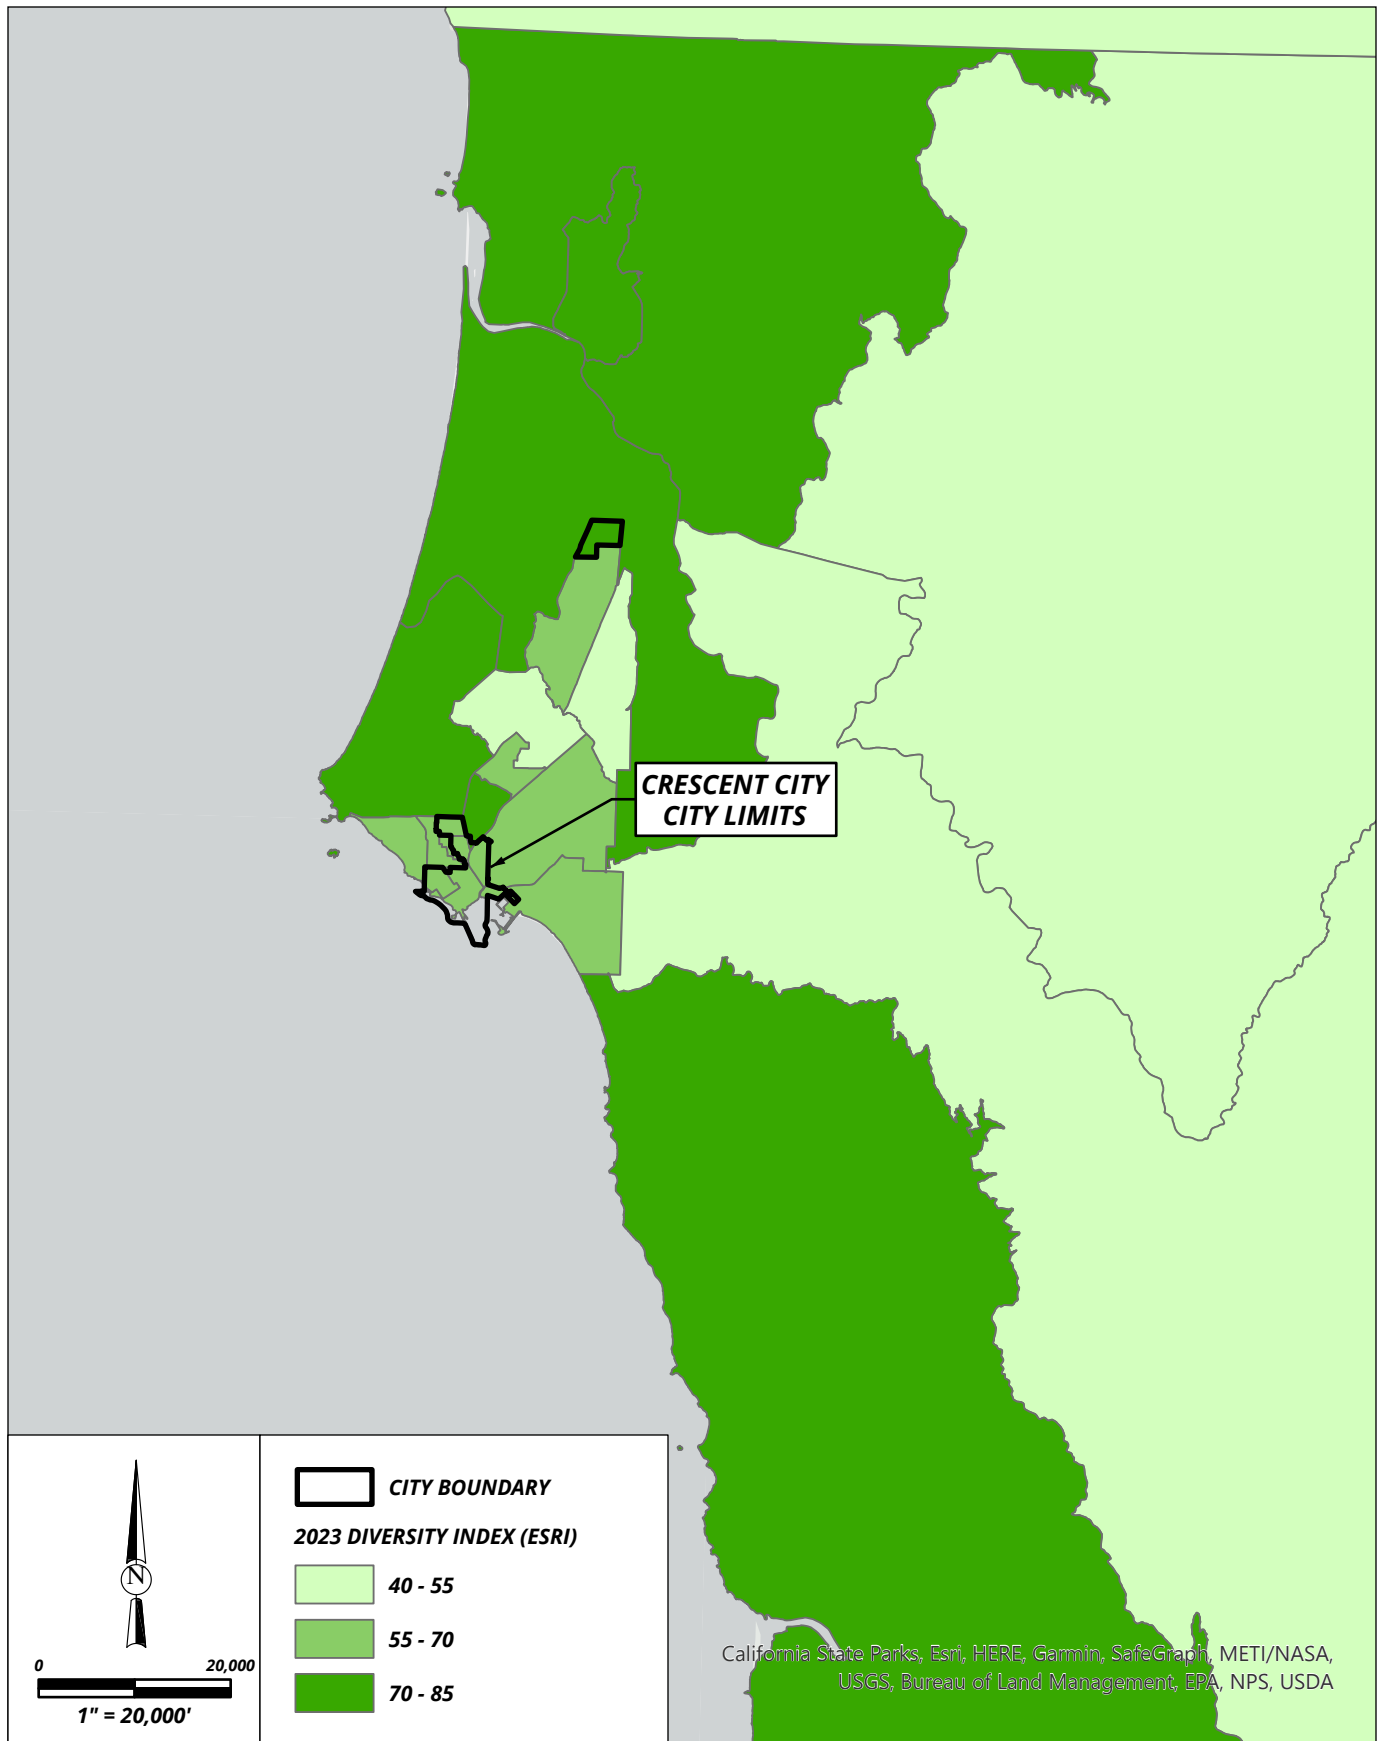 CRESCENT CITY
CITY LIMITS
CITY BOUNDARY
2023 DIVERSITY INDEX (ESRI)
40 - 55
55 - 70
70 - 85
N
0 20,000
1" = 20,000'
California State Parks, Esri, HERE, Garmin, SafeGraph, METI/NASA,
USGS, Bureau of Land Management, EPA, NPS, USDA